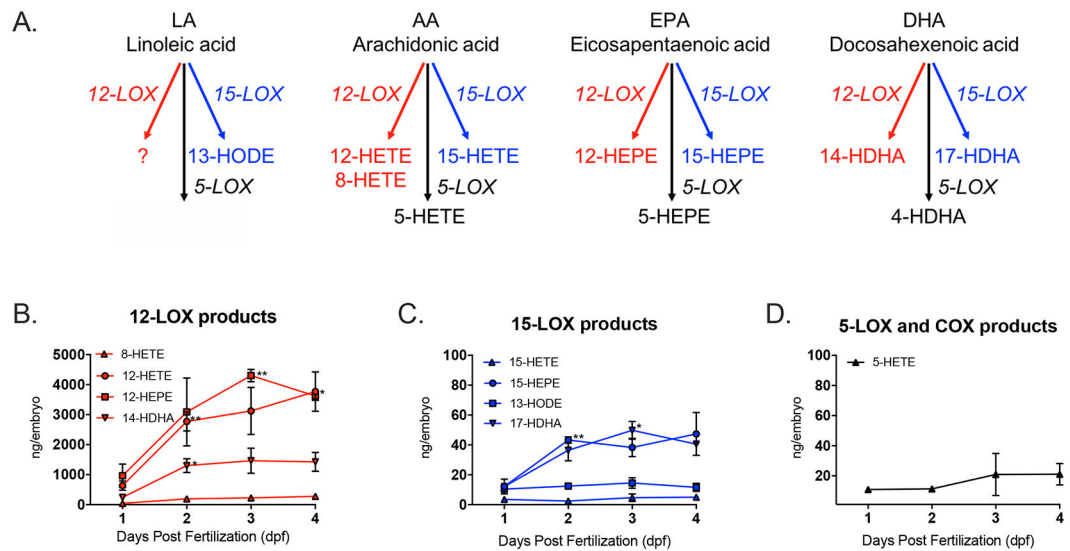 A.
LA
Linoleic acid
12-LOX
15-LOX
?
13-HODE
5-LOX
AA
Arachidonic acid
12-LOX
15-LOX
12-HETE
8-HETE
15-HETE
5-LOX
5-HETE
EPA
Eicosapentaenoic acid
12-LOX
15-LOX
12-HEPE
15-HEPE
5-LOX
5-HEPE
DHA
Docosahexenoic acid
12-LOX
15-LOX
14-HDHA
17-HDHA
5-LOX
4-HDHA
B.
12-LOX products
ng/embryo
5000
4000
3000
2000
1000
0
8-HETE
12-HETE
12-HEPE
14-HDHA
**
**
*
*
1 2 3 4
Days Post Fertilization (dpf)
C.
15-LOX products
ng/embryo
100
80
60
40
20
0
15-HETE
15-HEPE
13-HODE
17-HDHA
**
*
1 2 3 4
Days Post Fertilization (dpf)
D.
5-LOX and COX products
ng/embryo
100
80
60
40
20
5-HETE
1 2 3 4
Days Post Fertilization (dpf)